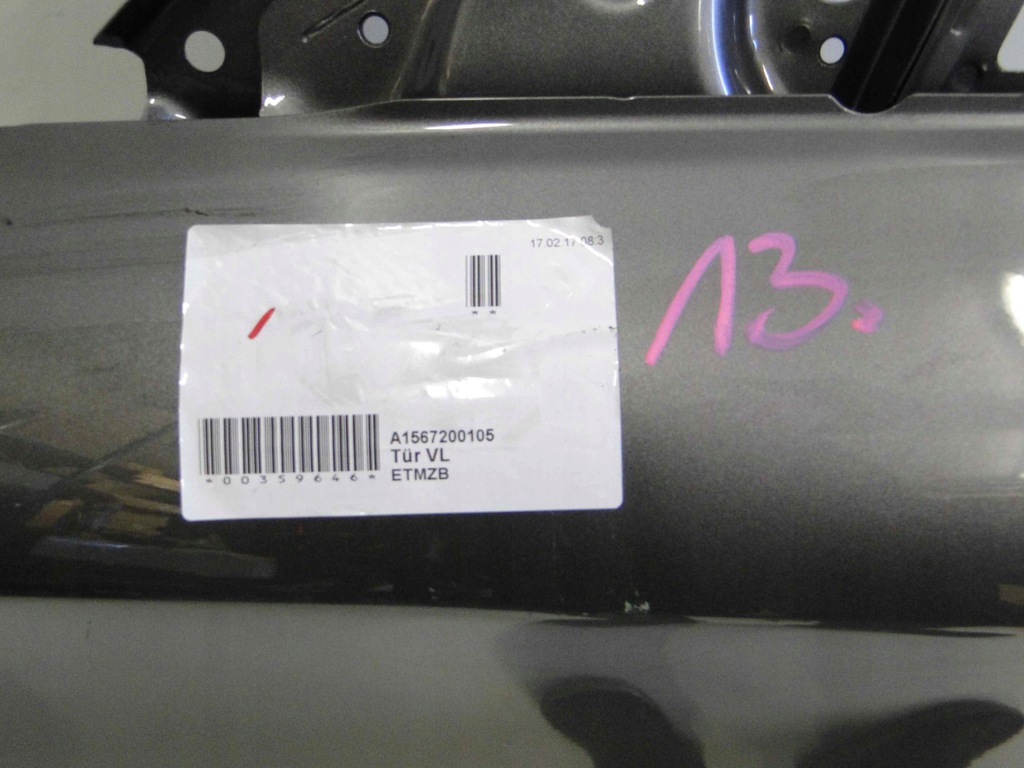 17.02.17 08:3
* *
13.
A1567200105
Tür VL
ETMZB
*00359646*